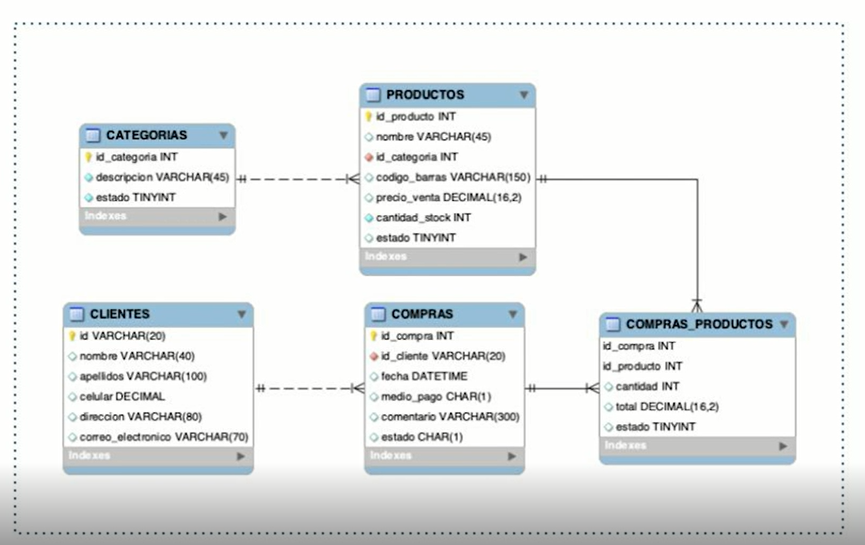 CATEGORIAS
id_categoria INT
descripcion VARCHAR(45)
estado TINYINT
Indexes
PRODUCTOS
id_producto INT
nombre VARCHAR(45)
id_categoria INT
codigo_barras VARCHAR(150)
precio_venta DECIMAL(16,2)
cantidad_stock INT
estado TINYINT
Indexes
CLIENTES
id VARCHAR(20)
nombre VARCHAR(40)
apellidos VARCHAR(100)
celular DECIMAL
direccion VARCHAR(80)
correo_electronico VARCHAR(70)
Indexes
COMPRAS
id_compra INT
id_cliente VARCHAR(20)
fecha DATETIME
medio_pago CHAR(1)
comentario VARCHAR(300)
estado CHAR(1)
Indexes
COMPRAS_PRODUCTOS
id_compra INT
id_producto INT
cantidad INT
total DECIMAL(16,2)
estado TINYINT
Indexes